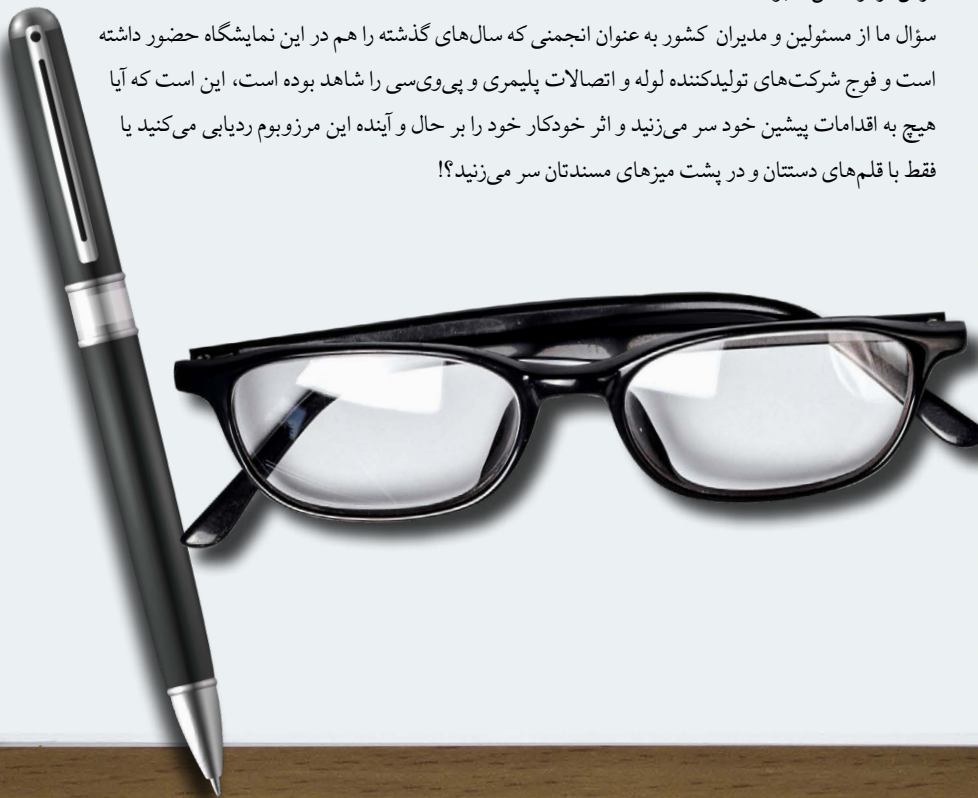 سؤال ما از مسئولین و مدیران کشور به عنوان انجمنی که سال‌های گذشته را هم در این نمایشگاه حضور داشته
است و فوج شرکت‌های تولیدکننده لوله و اتصالات پلیمری و پی‌وی‌سی را شاهد بوده است، این است که آیا
هیچ به اقدامات پیشین خود سر می‌زنید و اثر خودکار خود را بر حال و آینده این مرزوبوم ردیابی می‌کنید یا
فقط با قلم‌های دستتان و در پشت میزهای مسندتان سر می‌زنید؟!